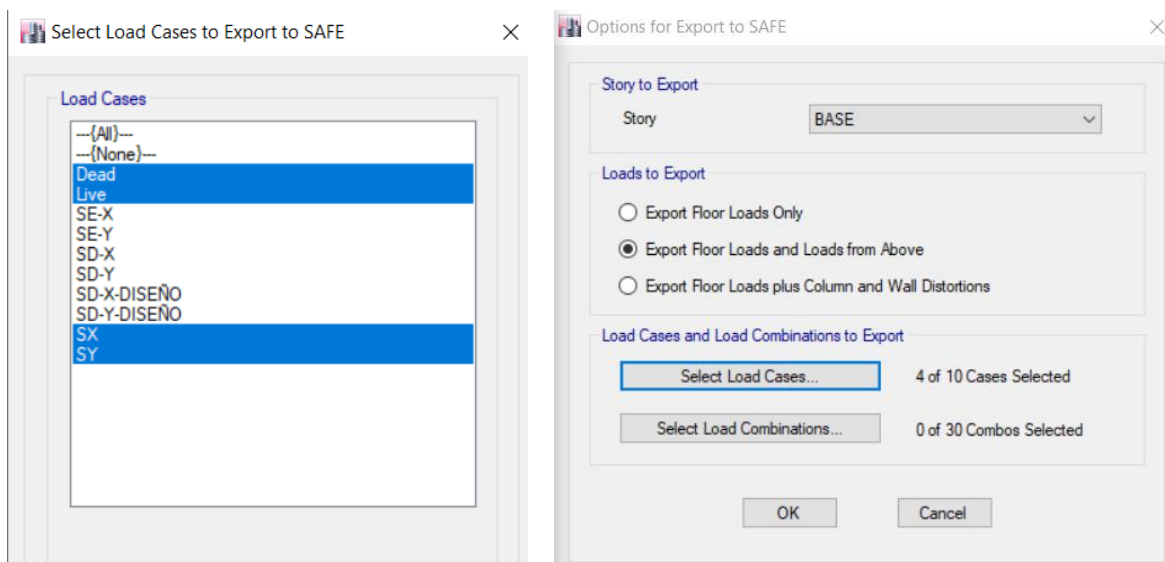 Select Load Cases to Export to SAFE
Load Cases
---{All}---
---{None}---
Dead
Live
SE-X
SE-Y
SD-X
SD-Y
SD-X-DISEÑO
SD-Y-DISEÑO
SX
SY
Options for Export to SAFE
Story to Export
Story BASE
Loads to Export
Export Floor Loads Only
Export Floor Loads and Loads from Above
Export Floor Loads plus Column and Wall Distortions
Load Cases and Load Combinations to Export
Select Load Cases... 4 of 10 Cases Selected
Select Load Combinations... 0 of 30 Combos Selected
OK Cancel